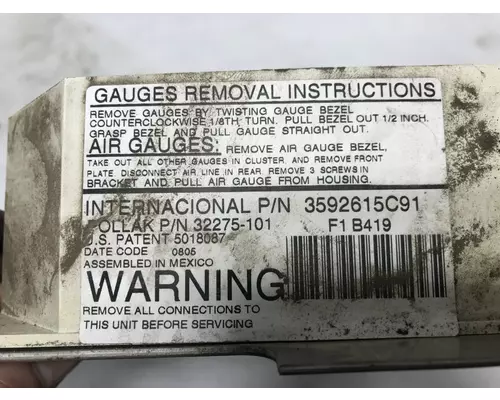 GAUGES REMOVAL INSTRUCTIONS
REMOVE GAUGES BY TWISTING GAUGE BEZEL
COUNTERCLOCKWISE 1/8TH, TURN. PULL BEZEL OUT 1/2 INCH.
GRASP BEZEL AND PULL GAUGE STRAIGHT OUT.
AIR GAUGES: REMOVE AIR GAUGE BEZEL,
TAKE OUT ALL OTHER GAUGES IN CLUSTER, AND REMOVE FRONT
PLATE DISCONNECT AIR LINE IN REAR, REMOVE 3 SCREWS IN
BRACKET AND PULL AIR GAUGE FROM HOUSING.
INTERNACIONAL P/N 3592615C91
OLLAK P/N 32275-101 F1 B419
U.S. PATENT 5018087
DATE CODE 0805
ASSEMBLED IN MEXICO
WARNING
REMOVE ALL CONNECTIONS TO
THIS UNIT BEFORE SERVICING